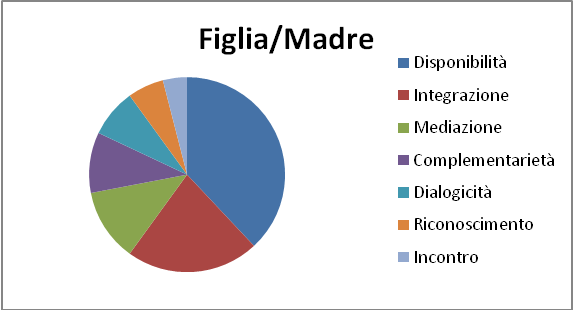 Figlia/Madre
Disponibilità
Integrazione
Mediazione
Complementarietà
Dialogicità
Riconoscimento
Incontro